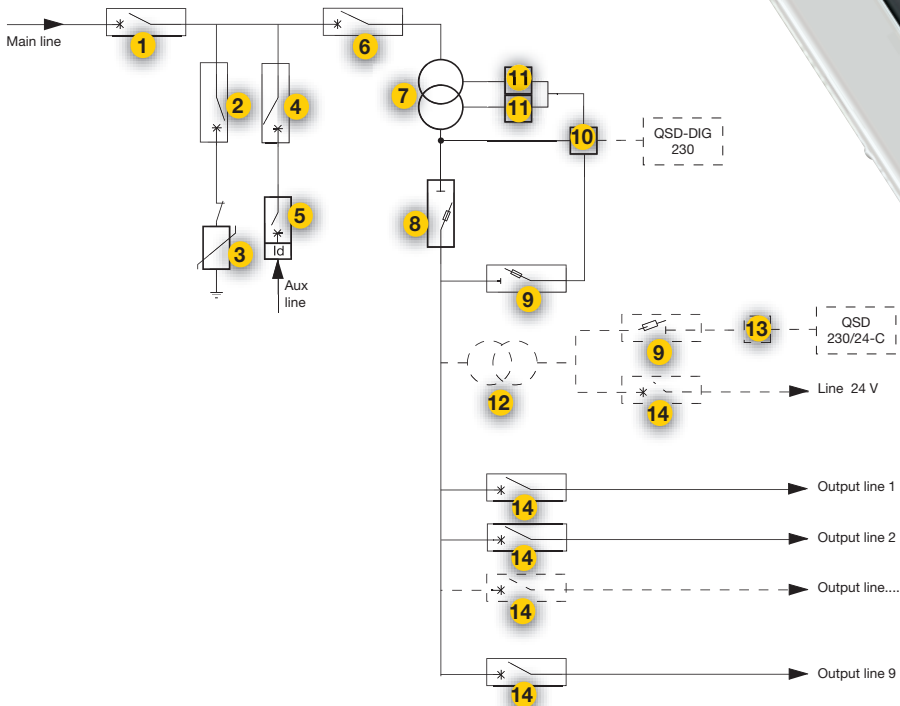 Main line
1
6
2
4
7
11
11
10
QSD-DIG
230
5
8
3
Id
Aux
line
9
9
13
QSD
230/24-C
12
14
Line 24 V
14
Output line 1
14
Output line 2
14
Output line....
14
Output line 9